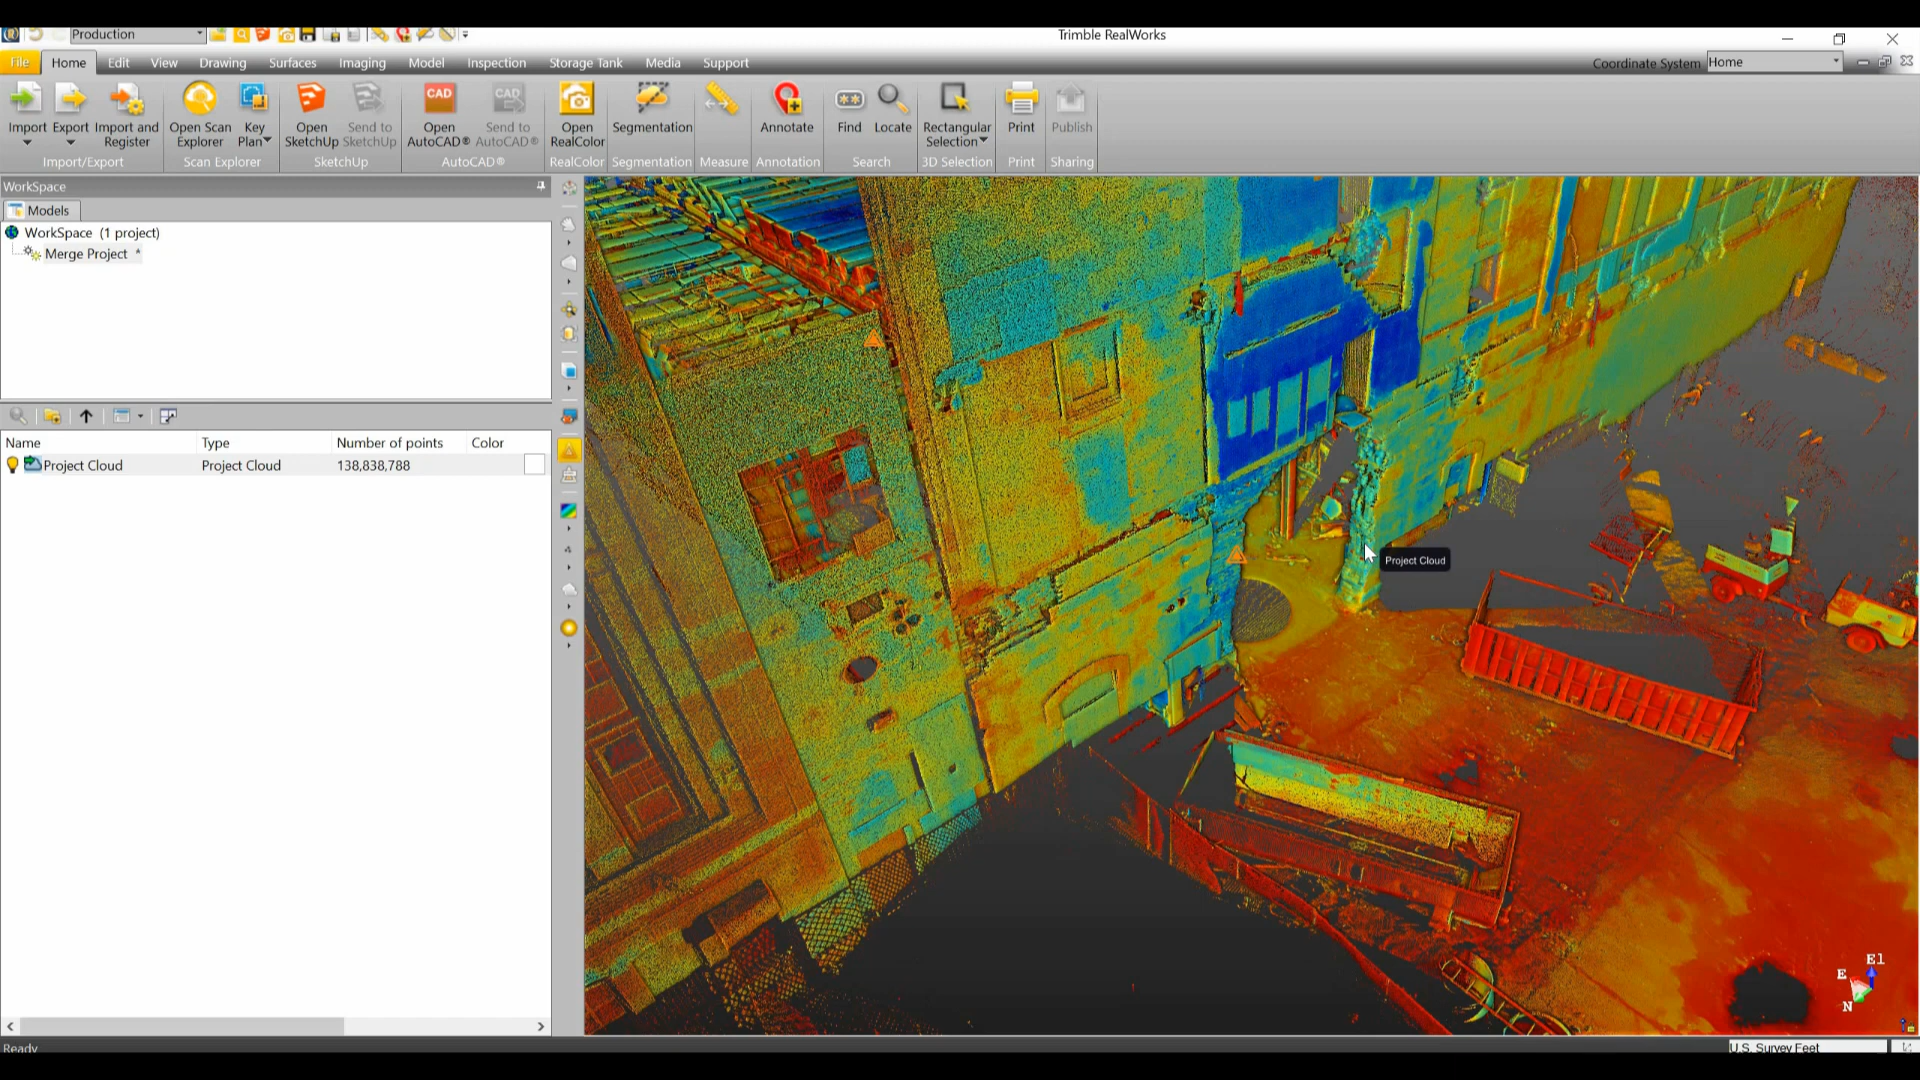 Production
Trimble RealWorks
File Home Edit View Drawing Surfaces Imaging Model Inspection Storage Tank Media Support
Coordinate System Home
Import Export Import and Register
Open Scan Explorer Key Plan
Open SketchUp Send to SketchUp
CAD Open AutoCAD® CAD Send to AutoCAD®
Open RealColor
Segmentation
Annotate
Find Locate
Rectangular Selection
Print
Publish
Import/Export Scan Explorer SketchUp AutoCAD® RealColor Segmentation Measure Annotation Search 3D Selection Print Sharing
WorkSpace
Models
WorkSpace (1 project)
Merge Project *
Name Type Number of points Color
Project Cloud Project Cloud 138,838,788
Project Cloud
El
E
N
Ready
U.S. Survey Feet